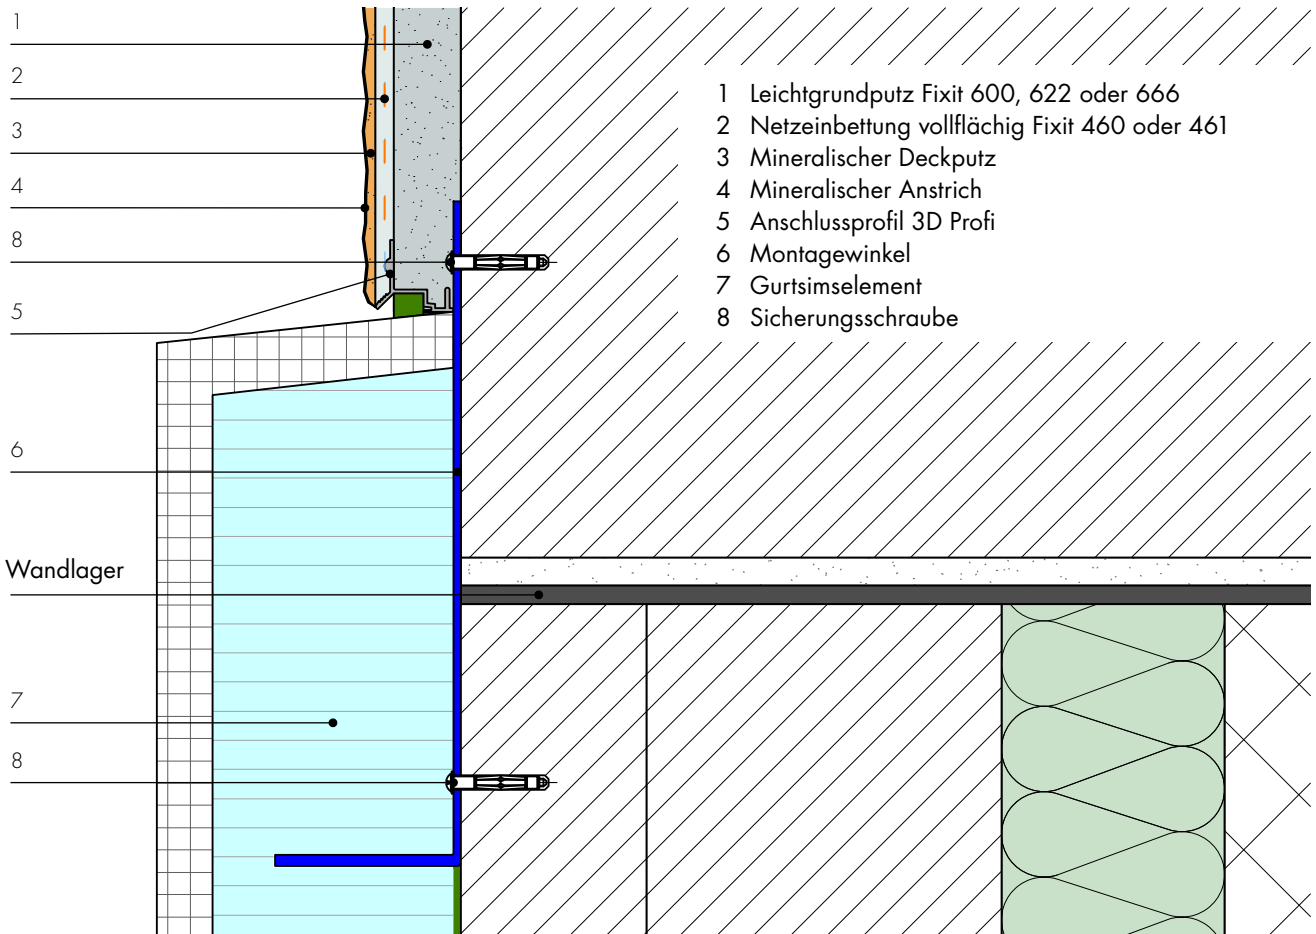 1
2
3
4
8
5
6
Wandlager
7
8
1 Leichtgrundputz Fixit 600, 622 oder 666
2 Netzeinbettung vollflächig Fixit 460 oder 461
3 Mineralischer Deckputz
4 Mineralischer Anstrich
5 Anschlussprofil 3D Profi
6 Montagewinkel
7 Gurtsimselement
8 Sicherungsschraube